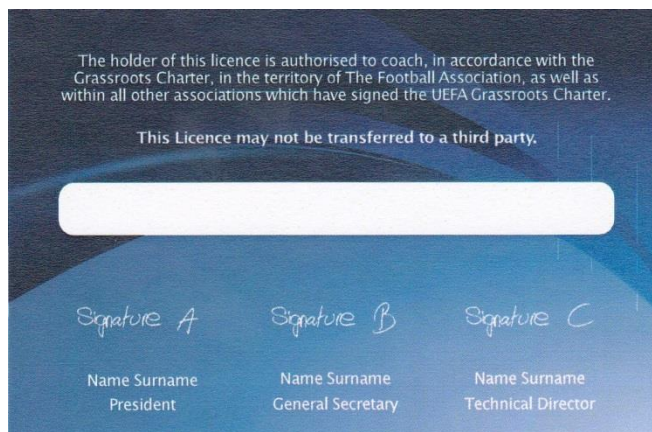 The holder of this licence is authorised to coach, in accordance with the
Grassroots Charter, in the territory of The Football Association, as well as
within all other associations which have signed the UEFA Grassroots Charter.
This Licence may not be transferred to a third party.
Signature A Signature B Signature C
Name Surname Name Surname Name Surname
President General Secretary Technical Director